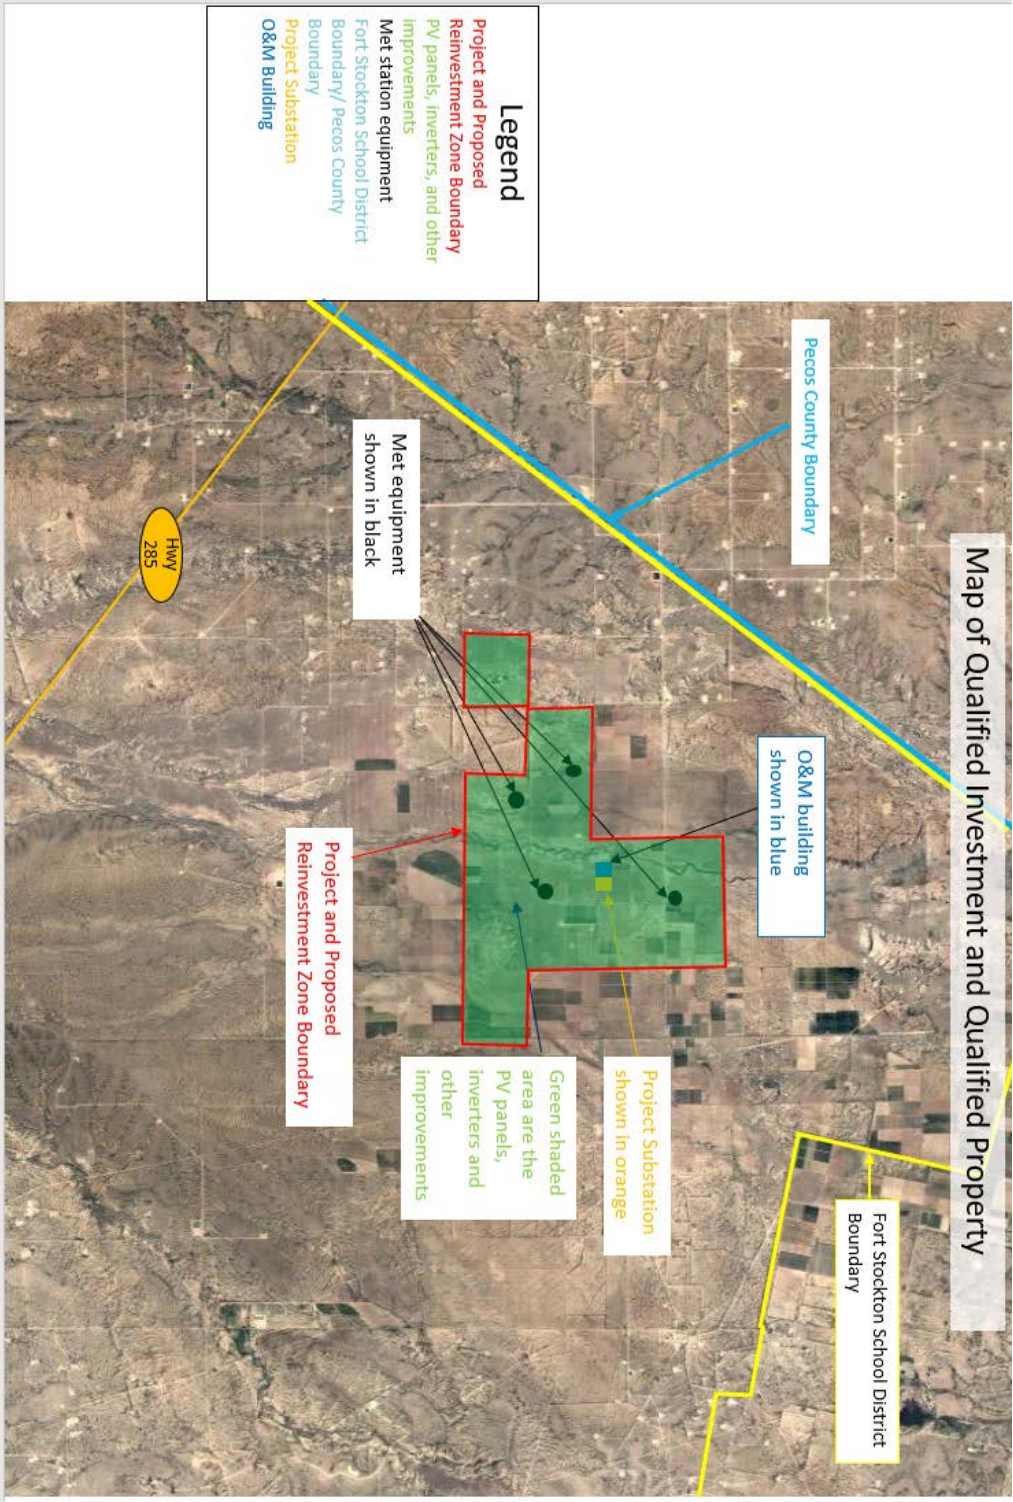 Map of Qualified Investment and Qualified Property
Legend
Project and Proposed
Reinvestment Zone Boundary
PV panels, inverters, and other
improvements
Met station equipment
Fort Stockton School District
Boundary/ Pecos County
Boundary
Project Substation
O&M Building
Pecos County Boundary
O&M building
shown in blue
Fort Stockton School District
Boundary
Met equipment
shown in black
Project Substation
shown in orange
Green shaded
area are the
PV panels,
inverters and
other
improvements
Project and Proposed
Reinvestment Zone Boundary
Hwy
285